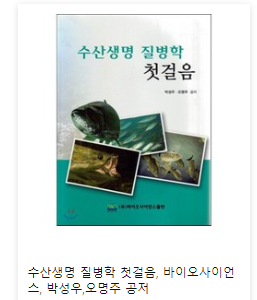 수산생명 질병학
첫걸음
박성우 · 오명주 공저
(주)바이오사이언스출판
수산생명 질병학 첫걸음, 바이오사이언
스, 박성우,오명주 공저